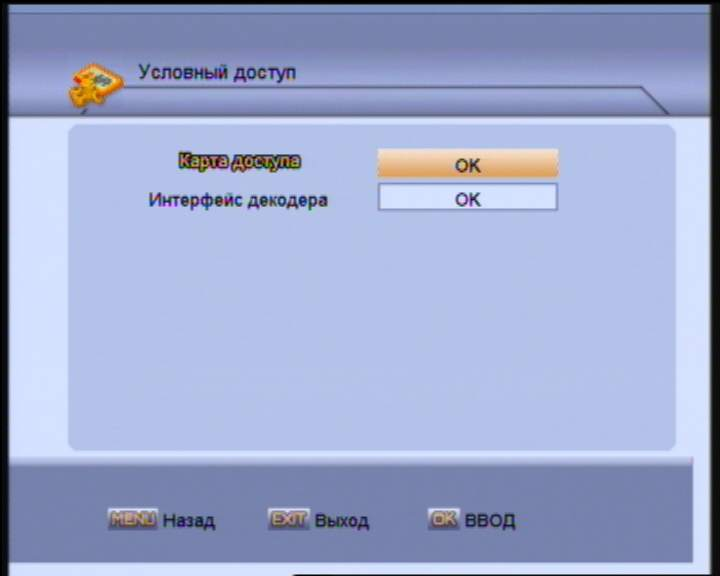 Условный доступ
Карта доступа OK
Интерфейс декодера OK
MENU Назад EXIT Выход OK ВВОД